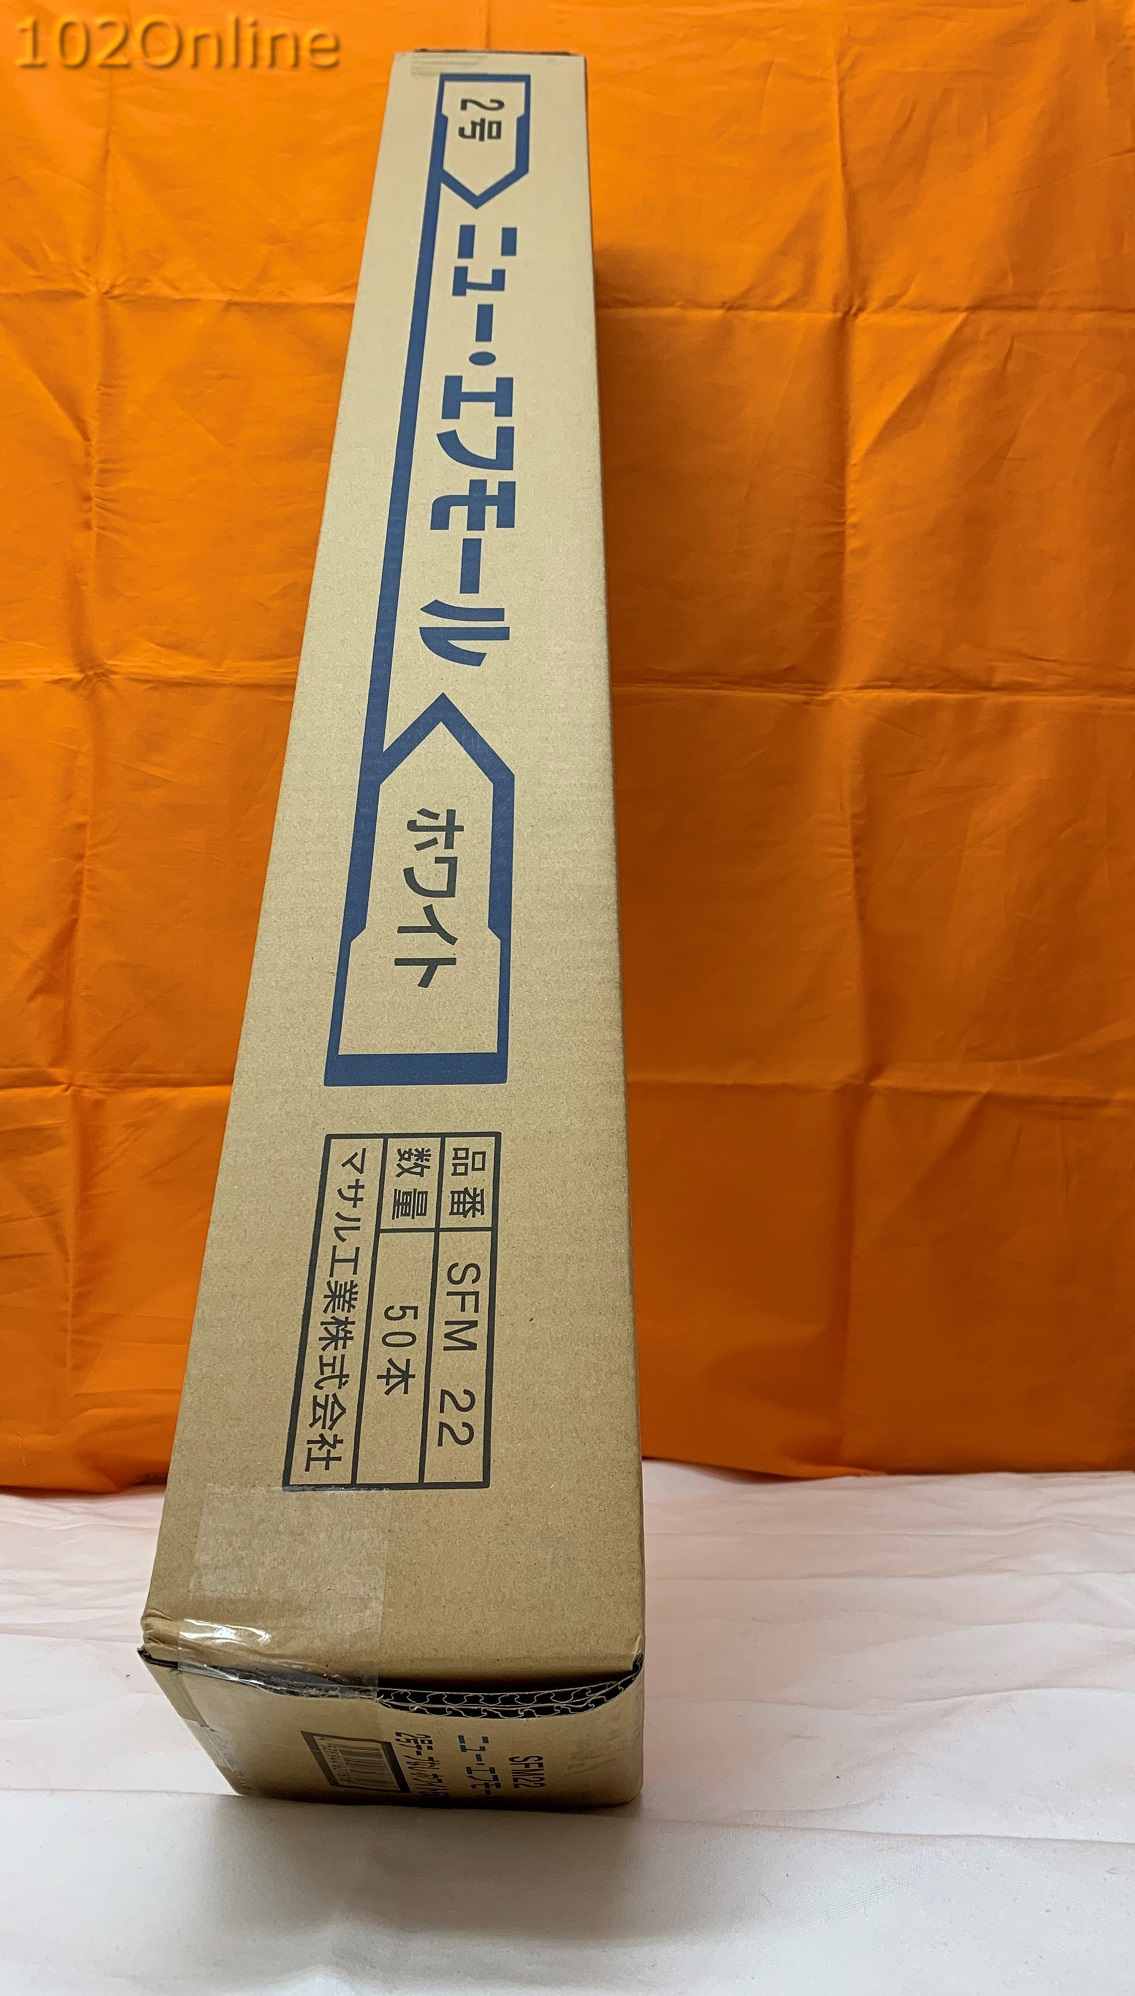 102Online
2号
ニュー・エフモール
ホワイト
品番 SFM 22
数量 50本
マサル工業株式会社
SFM22
ニュー・エフモー